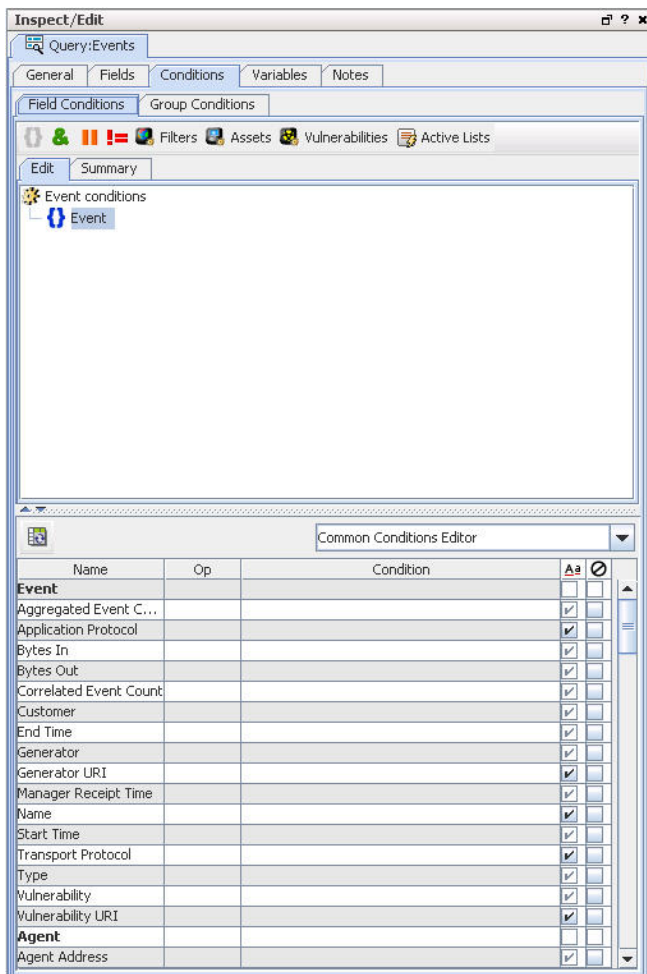 Inspect/Edit
Query:Events
General Fields Conditions Variables Notes
Field Conditions Group Conditions
{} & != Filters Assets Vulnerabilities Active Lists
Edit Summary
Event conditions
{} Event
Common Conditions Editor
Name Op Condition Aa
Event
Aggregated Event C...
Application Protocol
Bytes In
Bytes Out
Correlated Event Count
Customer
End Time
Generator
Generator URI
Manager Receipt Time
Name
Start Time
Transport Protocol
Type
Vulnerability
Vulnerability URI
Agent
Agent Address